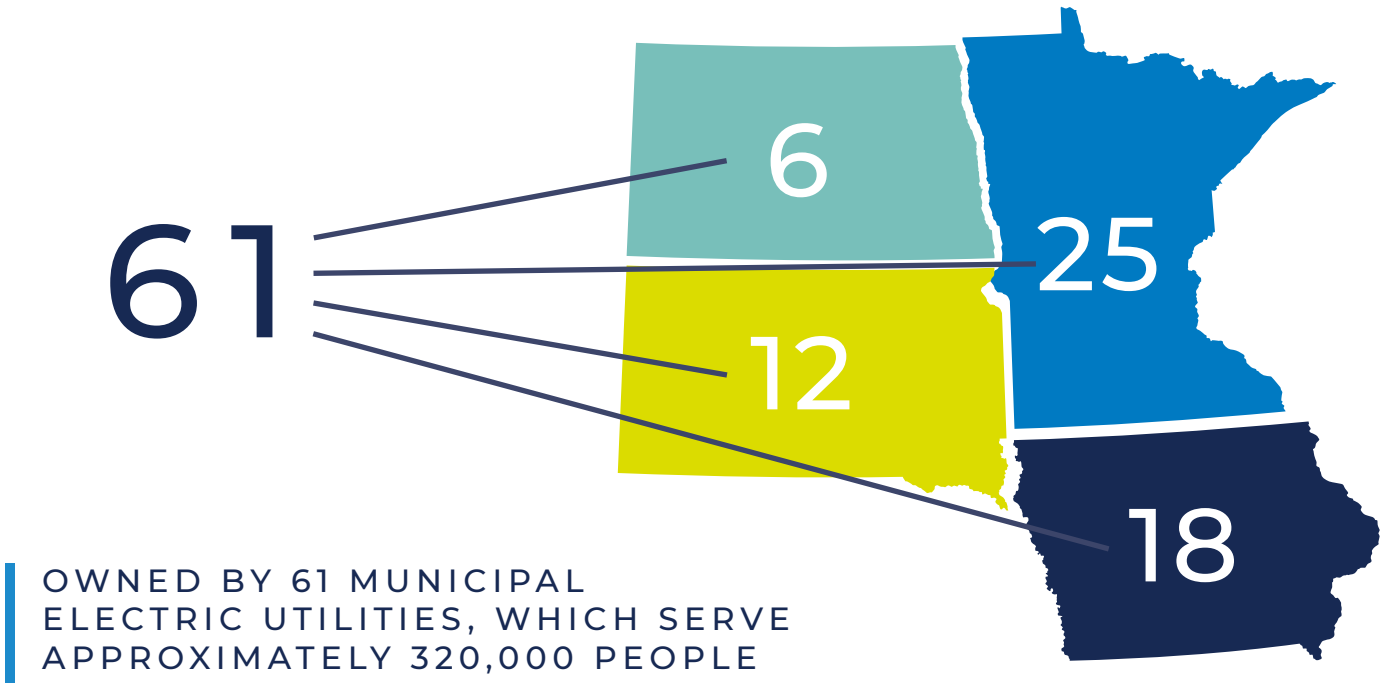 6
61
25
12
18
OWNED BY 61 MUNICIPAL
ELECTRIC UTILITIES, WHICH SERVE
APPROXIMATELY 320,000 PEOPLE